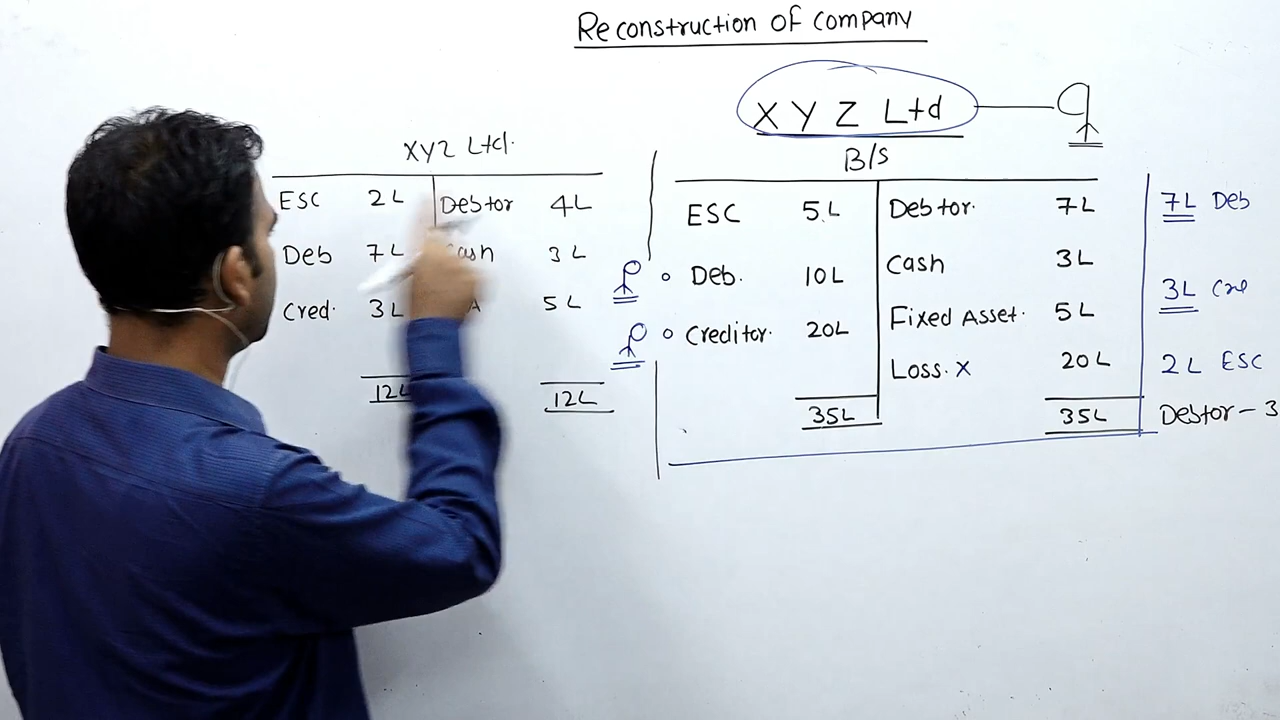 Reconstruction of company
XYZ Ltd.
ESC 2L Debtor 4L
Deb 7L Cash 3L
Cred. 3L A 5L
12L 12L
XYZ Ltd
B/S
ESC 5L Debtor. 7L
Deb. 10L Cash 3L
Creditor. 20L Fixed Asset. 5L
Loss. X 20L
35L 35L
7L Deb
3L Cre
2L ESC
Debtor - 3